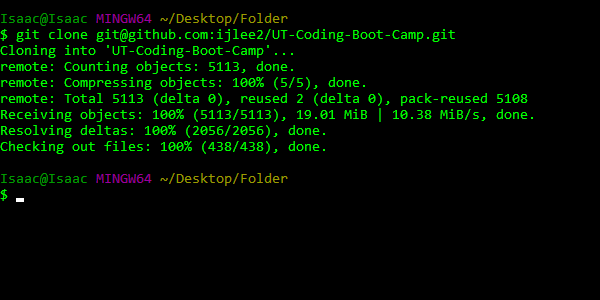 Isaac@Isaac MINGW64 ~/Desktop/Folder
$ git clone git@github.com:ijlee2/UT-Coding-Boot-Camp.git
Cloning into 'UT-Coding-Boot-Camp'...
remote: Counting objects: 5113, done.
remote: Compressing objects: 100% (5/5), done.
remote: Total 5113 (delta 0), reused 2 (delta 0), pack-reused 5108
Receiving objects: 100% (5113/5113), 19.01 MiB | 10.38 MiB/s, done.
Resolving deltas: 100% (2056/2056), done.
Checking out files: 100% (438/438), done.
Isaac@Isaac MINGW64 ~/Desktop/Folder
$